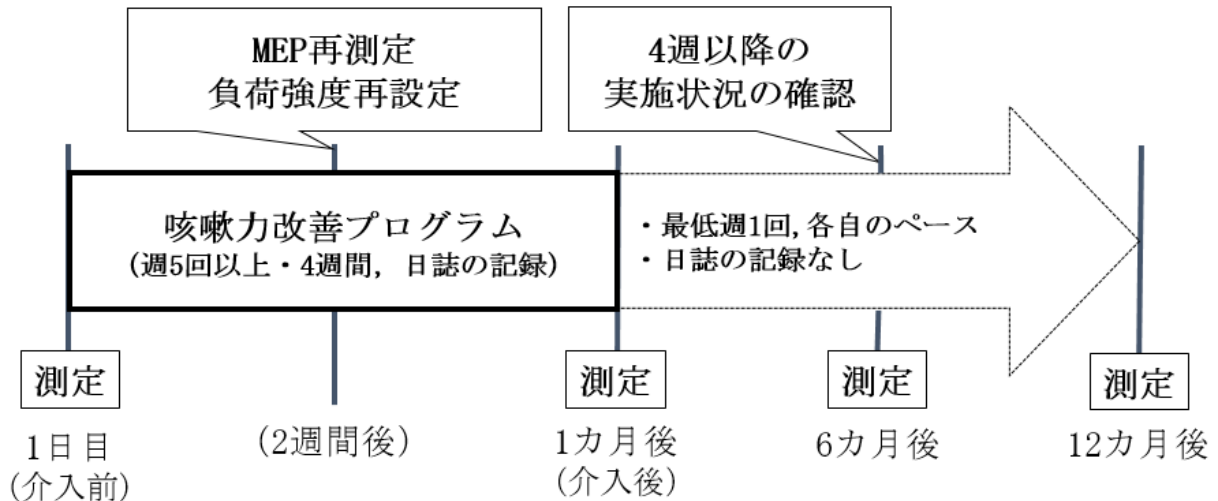 MEP再測定
負荷強度再設定
4週以降の
実施状況の確認
咳嗽力改善プログラム
(週5回以上・4週間, 日誌の記録)
・最低週1回, 各自のペース
・日誌の記録なし
測定
測定
測定
測定
1日目
(介入前)
(2週間後)
1カ月後
(介入後)
6カ月後
12カ月後